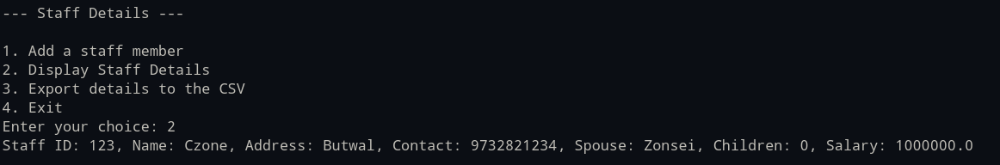 --- Staff Details ---
1. Add a staff member
2. Display Staff Details
3. Export details to the CSV
4. Exit
Enter your choice: 2
Staff ID: 123, Name: Czone, Address: Butwal, Contact: 9732821234, Spouse: Zonsei, Children: 0, Salary: 1000000.0